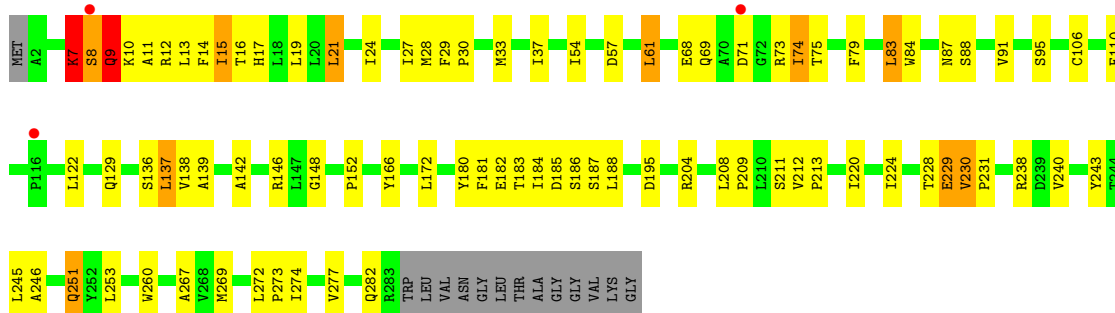 MET A2 K7 S8 Q9 K10 A11 R12 L13 F14 I15 T16 H17 L18 L19 L20 L21 I24 I27 M28 F29 P30 M33 I37 I54 D57 L61 E68 Q69 A70 D71 G72 R73 I74 T75 F79 L83 W84 N87 S88 V91 S95 C106
P116 L122 Q129 S136 L137 V138 A139 A142 R146 L147 G148 P152 Y166 L172 Y180 F181 E182 T183 I184 D185 S186 S187 L188 D195 R204 L208 P209 L210 S211 V212 P213 I220 I224 T228 E229 V230 P231 R238 D239 V240 Y243 T244
L245 A246 Q251 Y252 L253 W260 A267 V268 M269 L272 P273 I274 V277 Q282 R283 TRP LEU VAL ASN GLY LEU THR ALA GLY GLY VAL LYS GLY